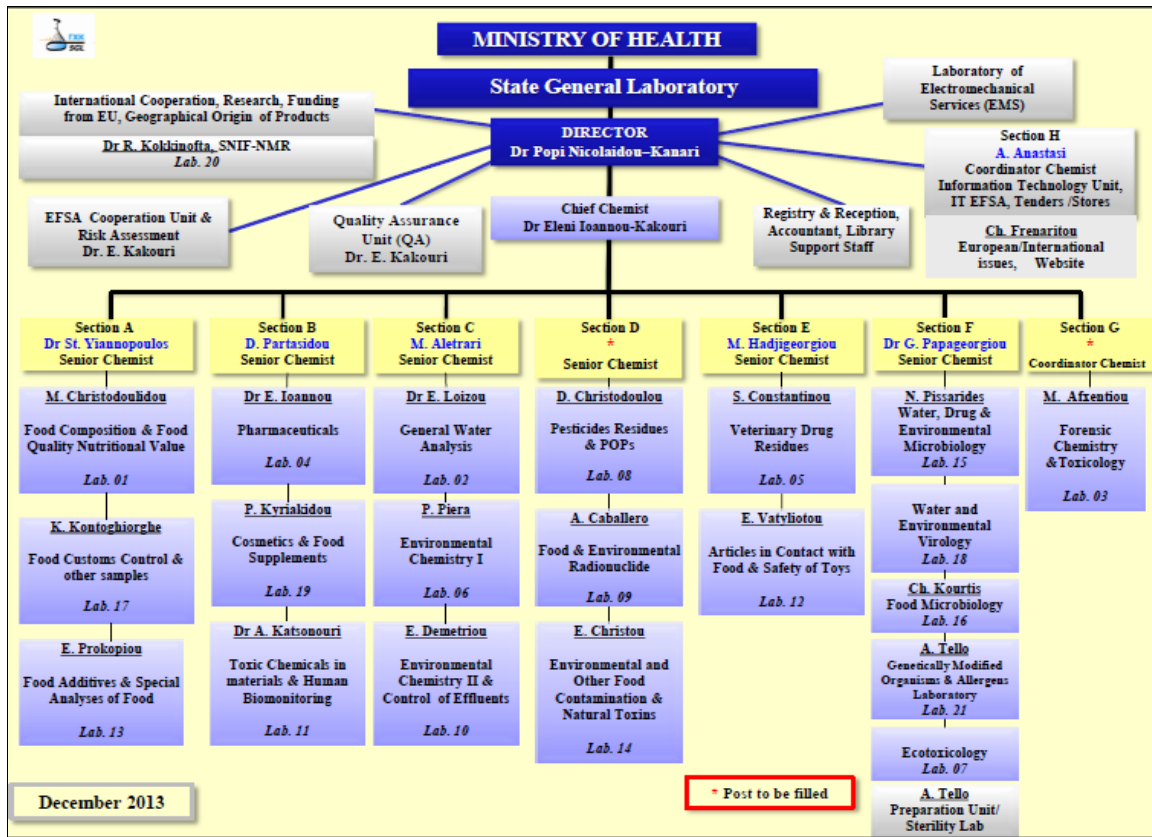 ΓΧΚ
SGL
MINISTRY OF HEALTH
State General Laboratory
DIRECTOR
Dr Popi Nicolaidou–Kanari
International Cooperation, Research, Funding
from EU, Geographical Origin of Products
Dr R. Kokkinofta, SNIF-NMR
Lab. 20
Laboratory of
Electromechanical
Services (EMS)
Section H
A. Anastasi
Coordinator Chemist
Information Technology Unit,
IT EFSA, Tenders /Stores
Ch. Frenaritou
European/International
issues, Website
EFSA Cooperation Unit &
Risk Assessment
Dr. E. Kakouri
Quality Assurance
Unit (QA)
Dr. E. Kakouri
Chief Chemist
Dr Eleni Ioannou-Kakouri
Registry & Reception,
Accountant, Library
Support Staff
Section A
Dr St. Yiannopoulos
Senior Chemist
M. Christodoulidou
Food Composition & Food
Quality Nutritional Value
Lab. 01
K. Kontoghiorghe
Food Customs Control &
other samples
Lab. 17
E. Prokopiou
Food Additives & Special
Analyses of Food
Lab. 13
Section B
D. Partasidou
Senior Chemist
Dr E. Ioannou
Pharmaceuticals
Lab. 04
P. Kyriakidou
Cosmetics & Food
Supplements
Lab. 19
Dr A. Katsonouri
Toxic Chemicals in
materials & Human
Biomonitoring
Lab. 11
Section C
M. Aletrari
Senior Chemist
Dr E. Loizou
General Water
Analysis
Lab. 02
P. Piera
Environmental
Chemistry I
Lab. 06
E. Demetriou
Environmental
Chemistry II &
Control of Effluents
Lab. 10
Section D
*
Senior Chemist
D. Christodoulou
Pesticides Residues
& POPs
Lab. 08
A. Caballero
Food & Environmental
Radionuclide
Lab. 09
E. Christou
Environmental and
Other Food
Contamination &
Natural Toxins
Lab. 14
Section E
M. Hadjigeorgiou
Senior Chemist
S. Constantinou
Veterinary Drug
Residues
Lab. 05
E. Vatyliotou
Articles in Contact with
Food & Safety of Toys
Lab. 12
Section F
Dr G. Papageorgiou
Senior Chemist
N. Pissarides
Water, Drug &
Environmental
Microbiology
Lab. 15
Water and
Environmental
Virology
Lab. 18
Ch. Kourtis
Food Microbiology
Lab. 16
A. Tello
Genetically Modified
Organisms & Allergens
Laboratory
Lab. 21
Ecotoxicology
Lab. 07
A. Tello
Preparation Unit/
Sterility Lab
Section G
*
Coordinator Chemist
M. Afxentiou
Forensic
Chemistry
&Toxicology
Lab. 03
December 2013
* Post to be filled